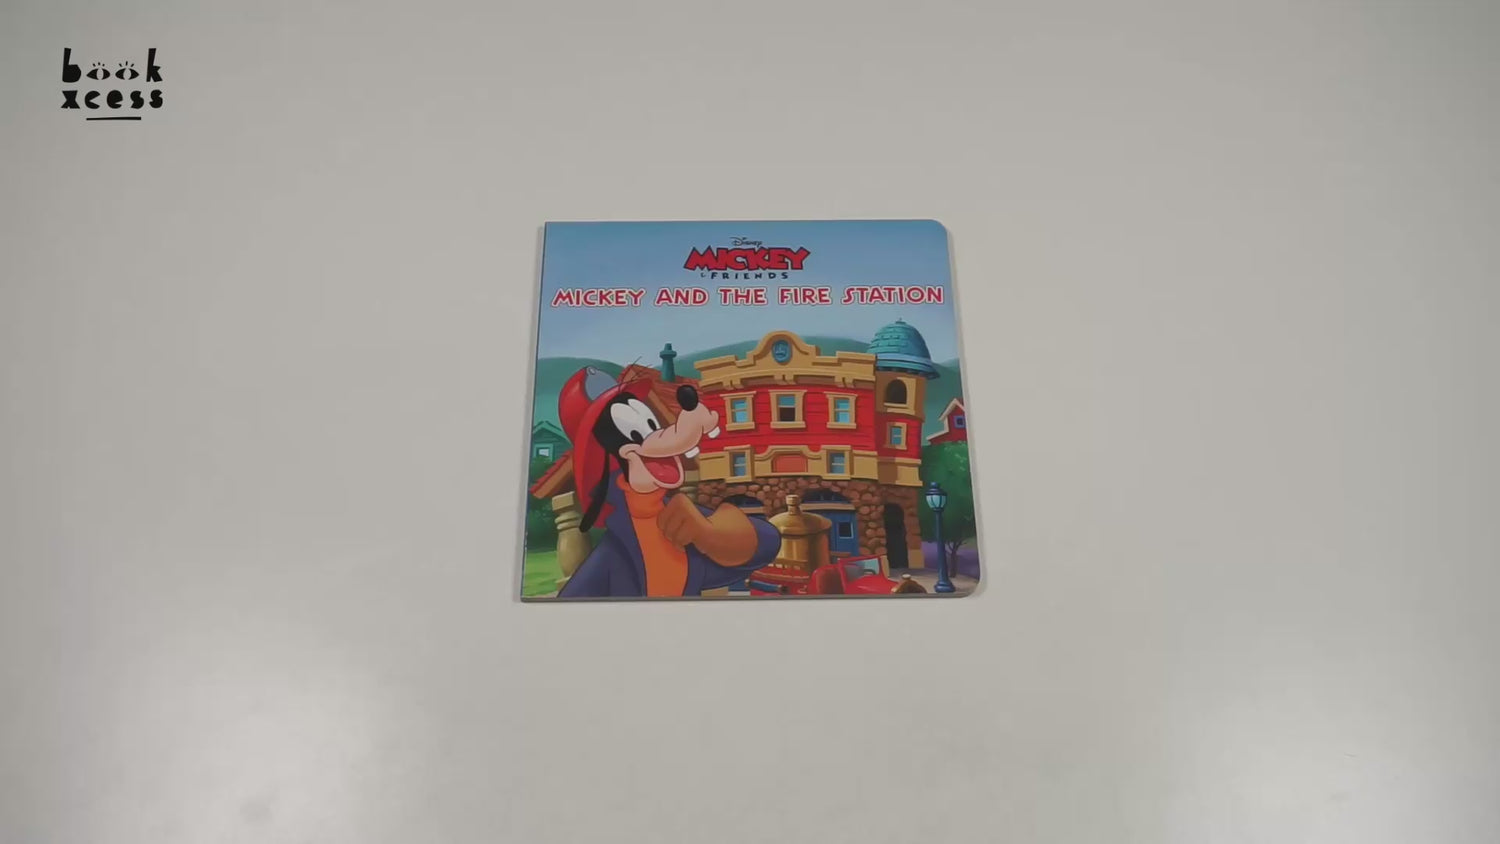 book
xcess
Disney
MICKEY
& FRIENDS
MICKEY AND THE FIRE STATION